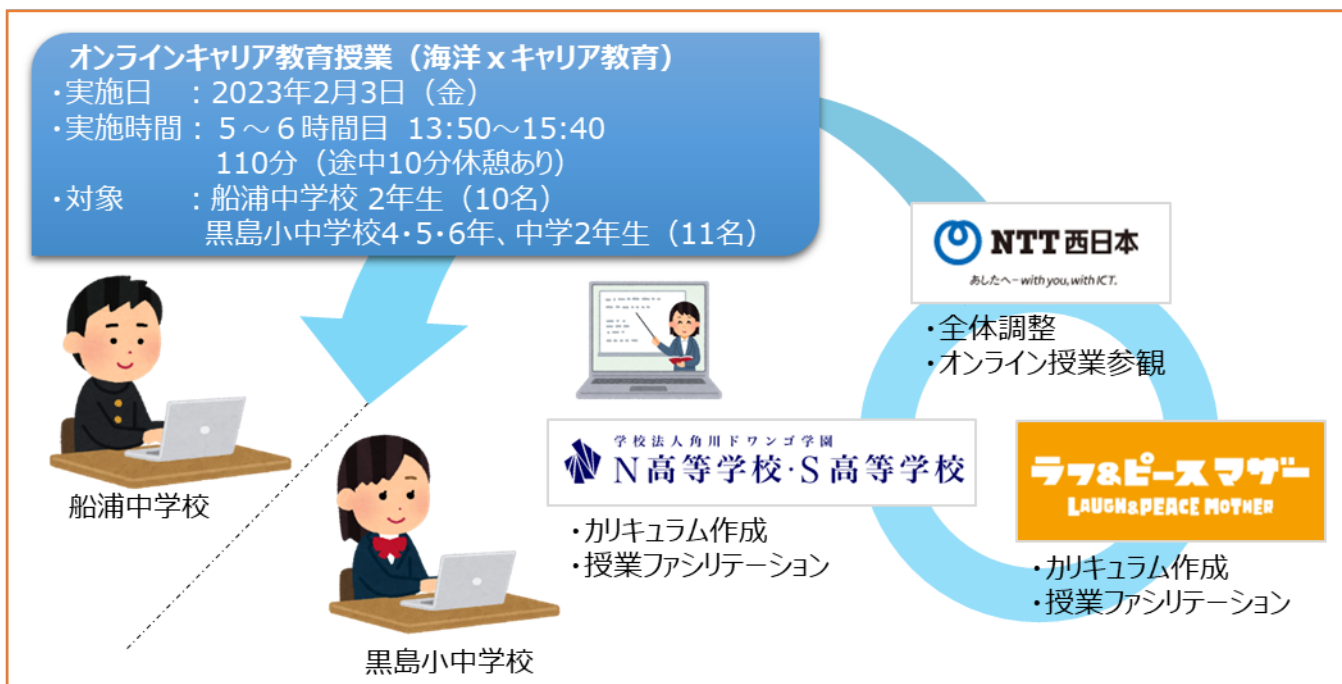 オンラインキャリア教育授業（海洋 x キャリア教育）
・実施日　：2023年2月3日（金）
・実施時間：５～６時間目 13:50～15:40
110分（途中10分休憩あり）
・対象　　：船浦中学校 2年生（10名）
黒島小中学校4・5・6年、中学2年生（11名）
NTT西日本
あしたへ－with you, with ICT.
・全体調整
・オンライン授業参観
学校法人角川ドワンゴ学園
N高等学校・S高等学校
・カリキュラム作成
・授業ファシリテーション
ラフ&ピース マザー
LAUGH&PEACE MOTHER
・カリキュラム作成
・授業ファシリテーション
船浦中学校
黒島小中学校